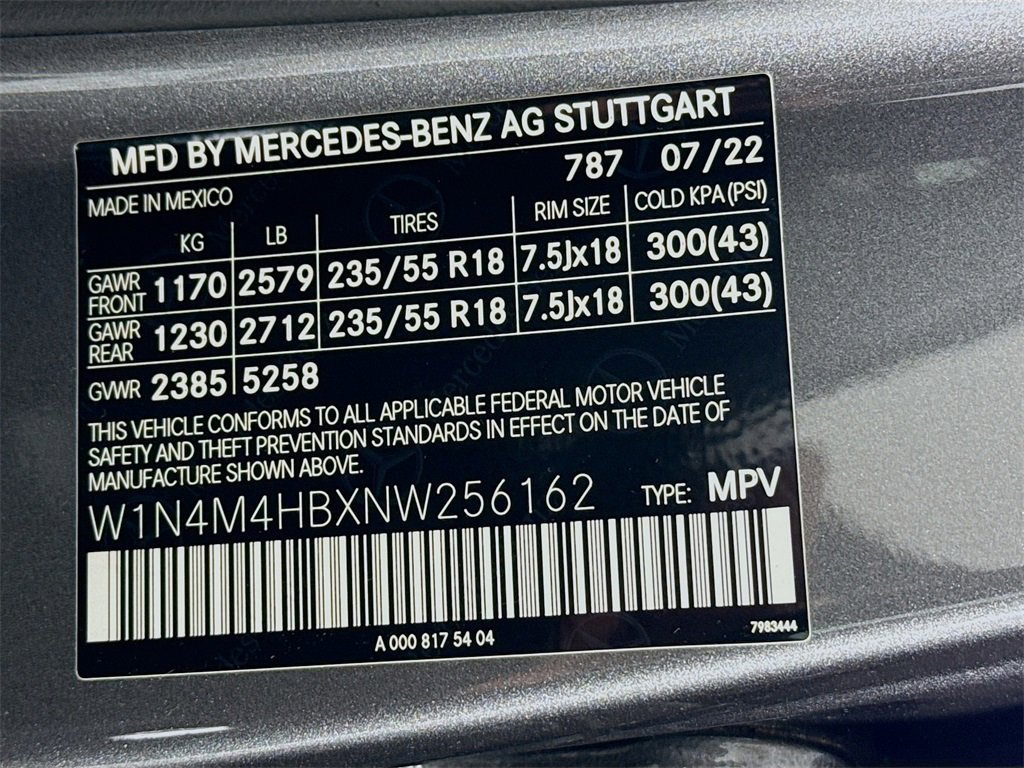 MFD BY MERCEDES-BENZ AG STUTTGART
787 07/22
MADE IN MEXICO
KG LB TIRES RIM SIZE COLD KPA (PSI)
GAWR FRONT 1170 2579 235/55 R18 7.5Jx18 300(43)
GAWR REAR 1230 2712 235/55 R18 7.5Jx18 300(43)
GVWR 2385 5258
THIS VEHICLE CONFORMS TO ALL APPLICABLE FEDERAL MOTOR VEHICLE
SAFETY AND THEFT PREVENTION STANDARDS IN EFFECT ON THE DATE OF
MANUFACTURE SHOWN ABOVE.
W1N4M4HBXNW256162 TYPE: MPV
A 000 817 54 04
7983444